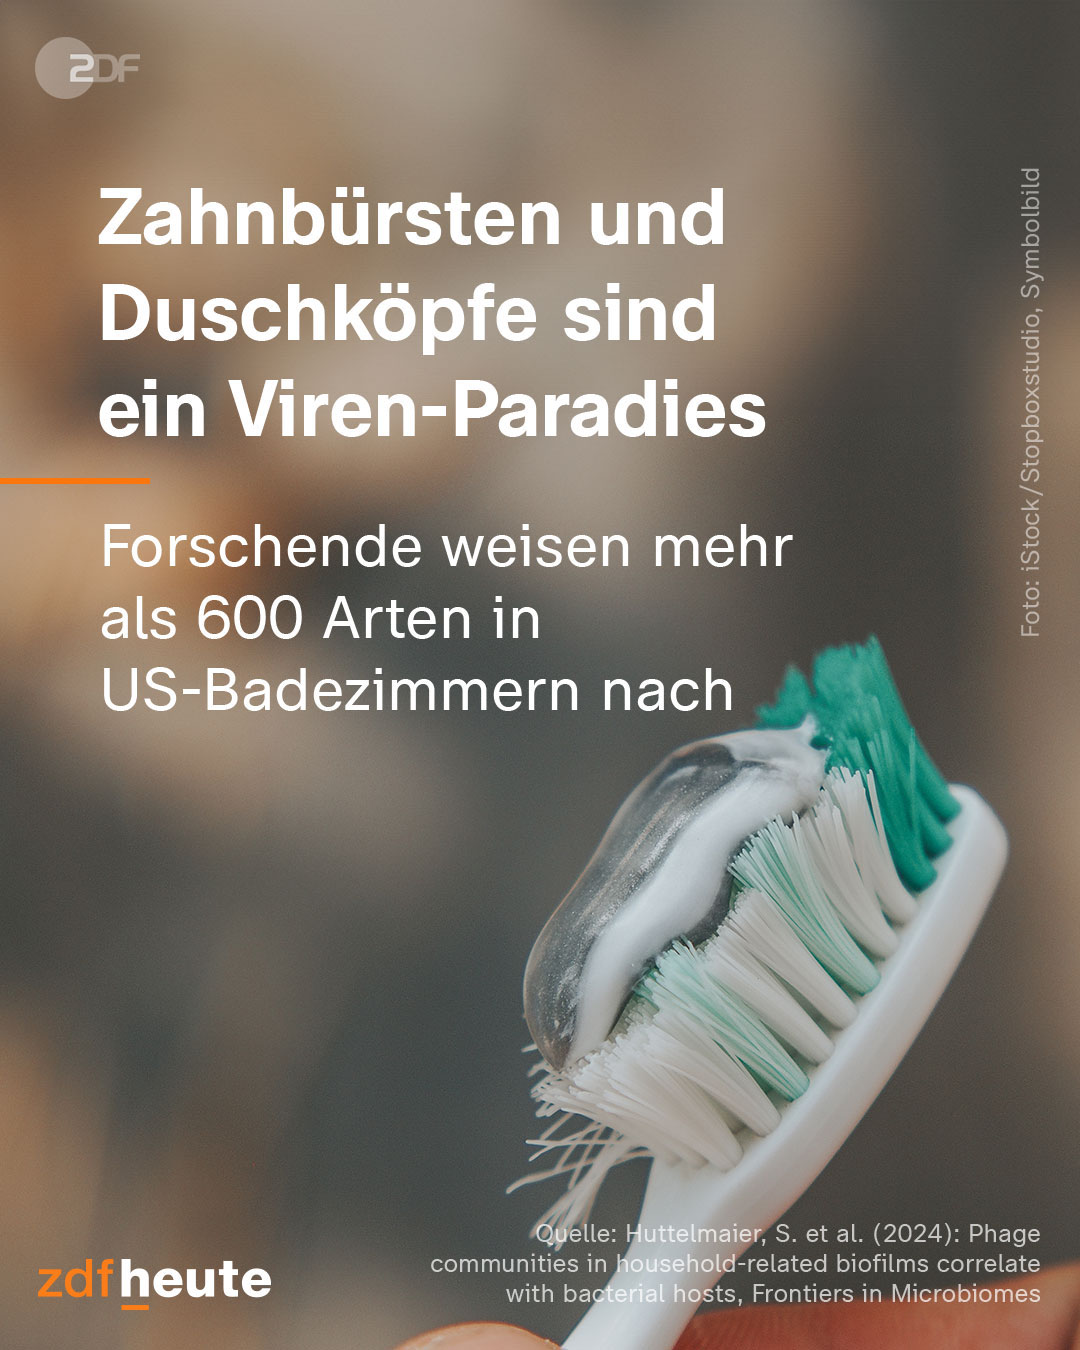 ZDF
Zahnbürsten und
Duschköpfe sind
ein Viren-Paradies
Forschende weisen mehr
als 600 Arten in
US-Badezimmern nach
Foto: iStock/Stopboxstudio, Symbolbild
Quelle: Huttelmaier, S. et al. (2024): Phage
communities in household-related biofilms correlate
with bacterial hosts, Frontiers in Microbiomes
zdfheute